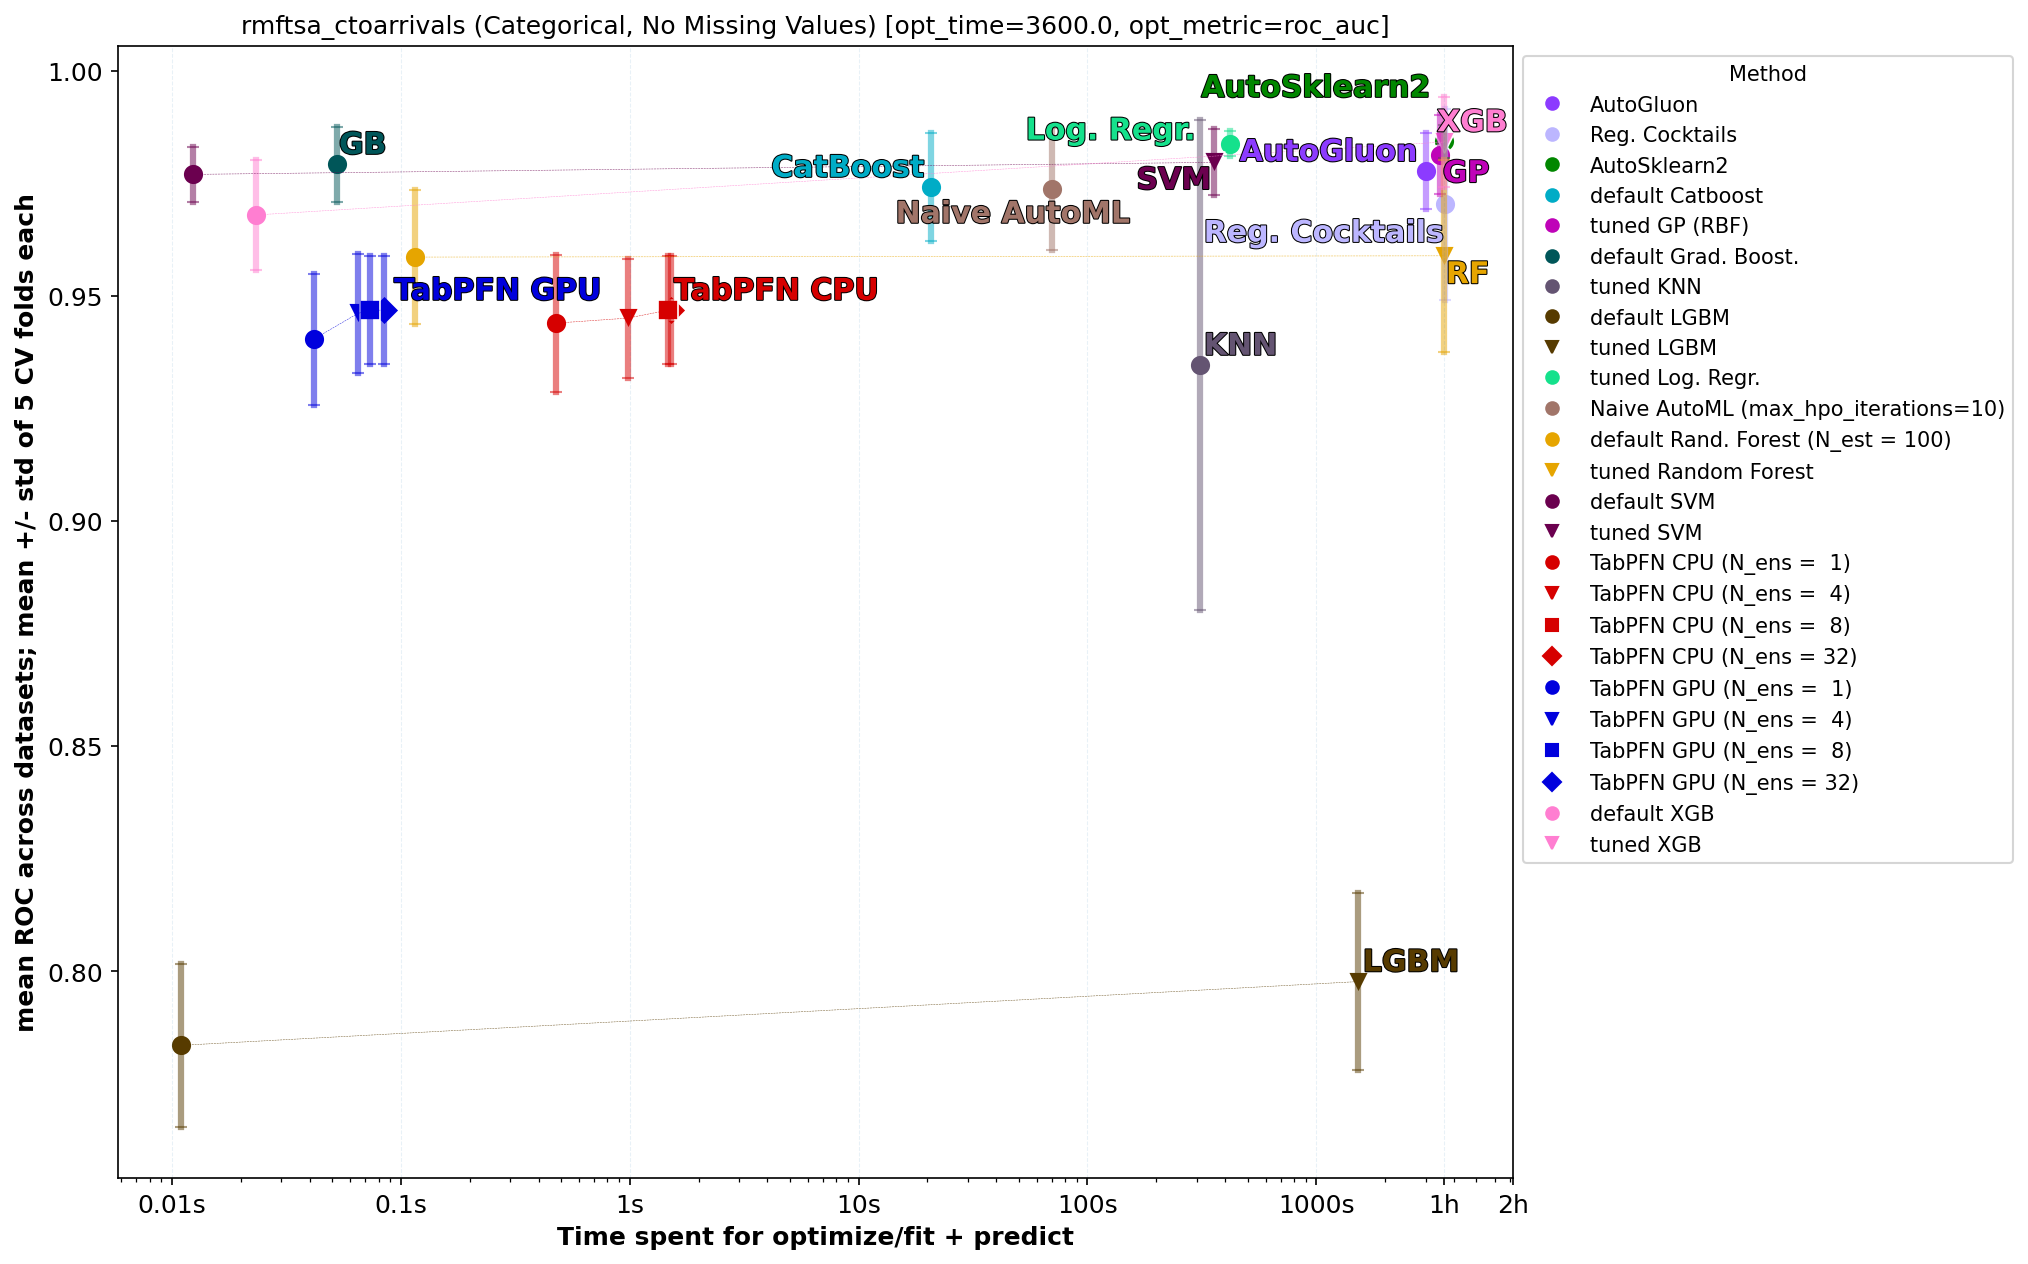 rmftsa_ctoarrivals (Categorical, No Missing Values) [opt_time=3600.0, opt_metric=roc_auc]
mean ROC across datasets; mean +/- std of 5 CV folds each
1.00
0.95
0.90
0.85
0.80
AutoSklearn2
XGB
Log. Regr.
GB
AutoGluon
CatBoost
GP
SVM
Naive AutoML
Reg. Cocktails
RF
TabPFN GPU
TabPFN CPU
KNN
LGBM
0.01s
0.1s
1s
10s
100s
1000s
1h
2h
Time spent for optimize/fit + predict
Method
AutoGluon
Reg. Cocktails
AutoSklearn2
default Catboost
tuned GP (RBF)
default Grad. Boost.
tuned KNN
default LGBM
tuned LGBM
tuned Log. Regr.
Naive AutoML (max_hpo_iterations=10)
default Rand. Forest (N_est = 100)
tuned Random Forest
default SVM
tuned SVM
TabPFN CPU (N_ens =  1)
TabPFN CPU (N_ens =  4)
TabPFN CPU (N_ens =  8)
TabPFN CPU (N_ens = 32)
TabPFN GPU (N_ens =  1)
TabPFN GPU (N_ens =  4)
TabPFN GPU (N_ens =  8)
TabPFN GPU (N_ens = 32)
default XGB
tuned XGB